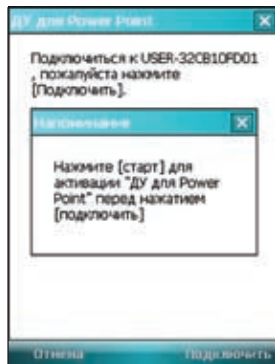 ДУ для Power Point
Подключиться к USER-32CB10FD01
, пожалуйста нажмите
[Подключить].
Напоминание
Нажмите [старт] для
активации "ДУ для Power
Point" перед нажатием
[подключить]
Отмена
Подключить